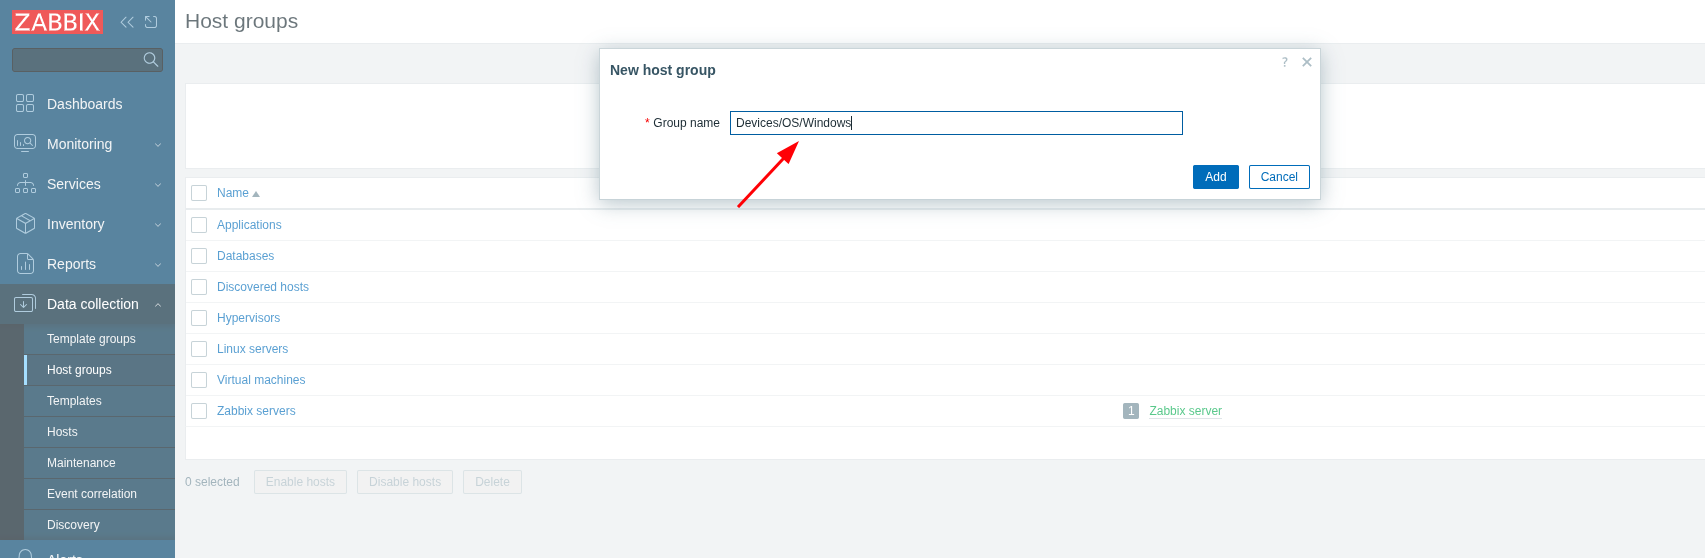 ZABBIX
Host groups
New host group
?
* Group name Devices/OS/Windows
Add Cancel
Dashboards
Monitoring
Services
Inventory
Reports
Data collection
Template groups
Host groups
Templates
Hosts
Maintenance
Event correlation
Discovery
Alerts
Name
Applications
Databases
Discovered hosts
Hypervisors
Linux servers
Virtual machines
Zabbix servers 1 Zabbix server
0 selected Enable hosts Disable hosts Delete